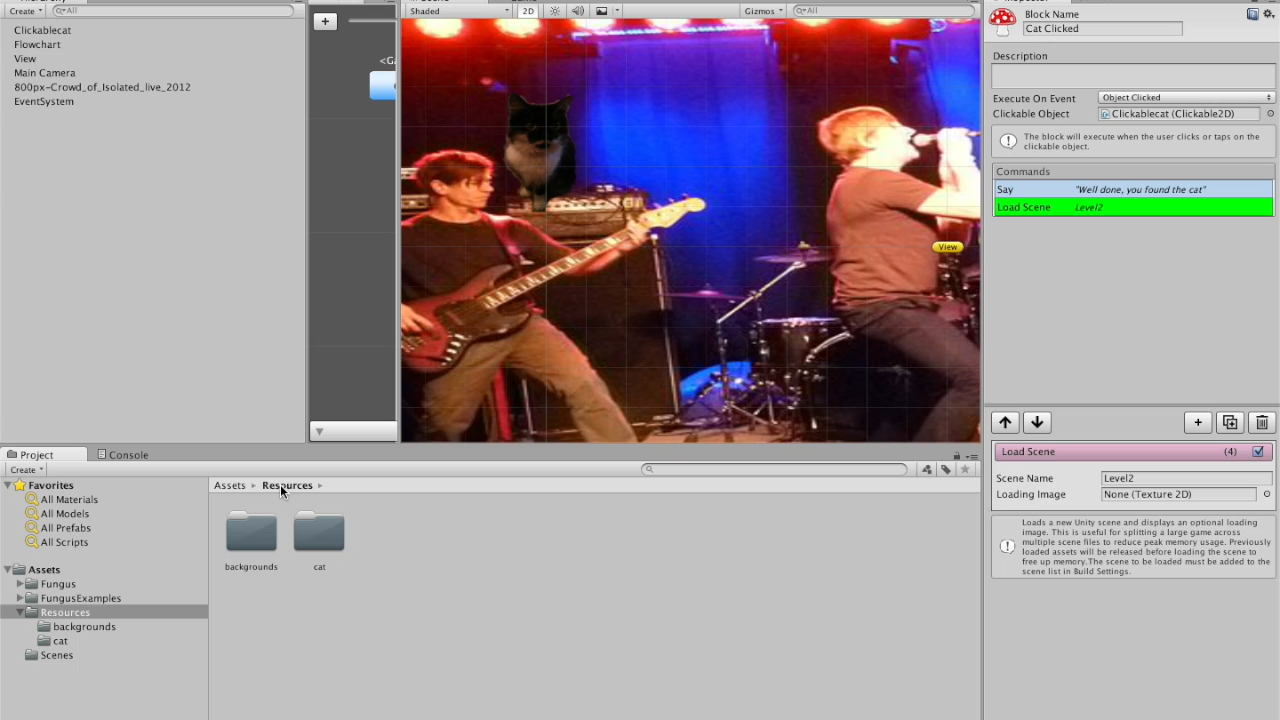 Create
All
Clickablecat
Flowchart
View
Main Camera
800px-Crowd_of_Isolated_live_2012
EventSystem
<Ga
Shaded
2D
Gizmos
All
View
Block Name
Cat Clicked
Description
Execute On Event
Object Clicked
Clickable Object
Clickablecat (Clickable2D)
The block will execute when the user clicks or taps on the
clickable object.
Commands
Say "Well done, you found the cat"
Load Scene Level2
Load Scene (4)
Scene Name Level2
Loading Image None (Texture 2D)
Loads a new Unity scene and displays an optional loading
image. This is useful for splitting a large game across
multiple scene files to reduce peak memory usage. Previously
loaded assets will be released before loading the scene to
free up memory.The scene to be loaded must be added to the
scene list in Build Settings.
Project
Console
Create
Favorites
All Materials
All Models
All Prefabs
All Scripts
Assets
Fungus
FungusExamples
Resources
backgrounds
cat
Scenes
Assets Resources
backgrounds
cat